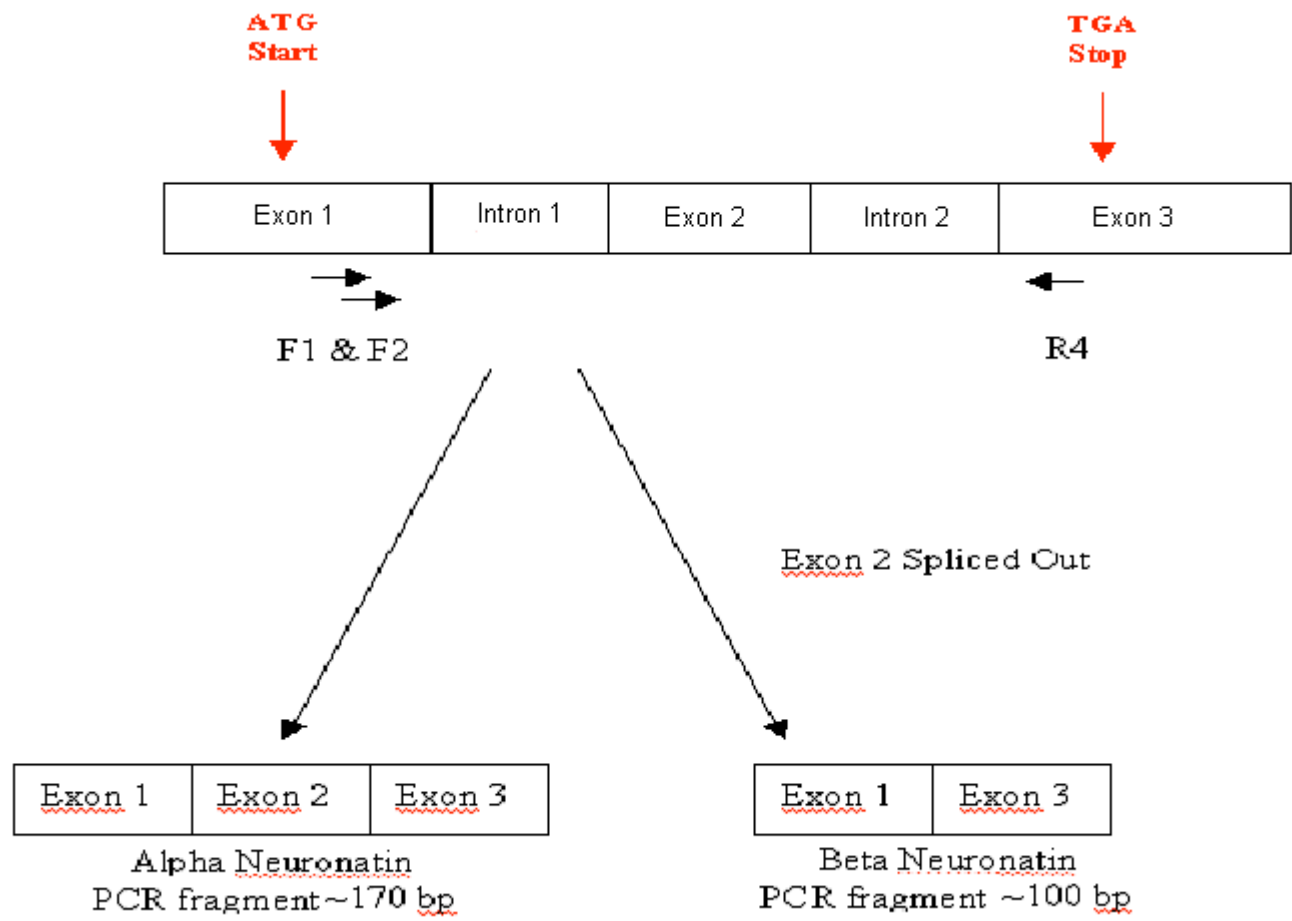 ATG
Start
TGA
Stop
Exon 1
Intron 1
Exon 2
Intron 2
Exon 3
F1 & F2
R4
Exon 2 Spliced Out
Exon 1
Exon 2
Exon 3
Exon 1
Exon 3
Alpha Neuronatin
PCR fragment~170 bp
Beta Neuronatin
PCR fragment ~100 bp